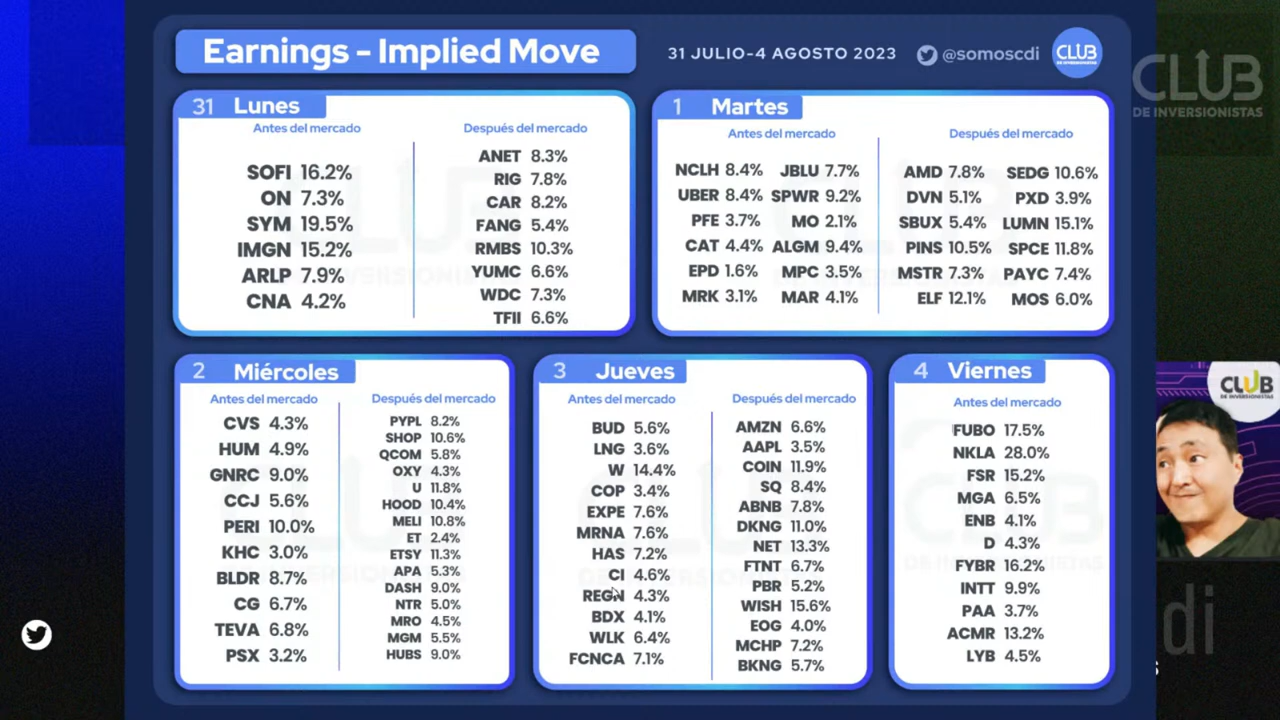 Earnings - Implied Move
31 JULIO-4 AGOSTO 2023
@somoscdi
CLUB
DE INVERSIONISTAS
CLUB
DE INVERSIONISTAS
31 Lunes
Antes del mercado
SOFI 16.2%
ON 7.3%
SYM 19.5%
IMGN 15.2%
ARLP 7.9%
CNA 4.2%
Después del mercado
ANET 8.3%
RIG 7.8%
CAR 8.2%
FANG 5.4%
RMBS 10.3%
YUMC 6.6%
WDC 7.3%
TFII 6.6%
1 Martes
Antes del mercado
NCLH 8.4% JBLU 7.7%
UBER 8.4% SPWR 9.2%
PFE 3.7% MO 2.1%
CAT 4.4% ALGM 9.4%
EPD 1.6% MPC 3.5%
MRK 3.1% MAR 4.1%
Después del mercado
AMD 7.8% SEDG 10.6%
DVN 5.1% PXD 3.9%
SBUX 5.4% LUMN 15.1%
PINS 10.5% SPCE 11.8%
MSTR 7.3% PAYC 7.4%
ELF 12.1% MOS 6.0%
2 Miércoles
Antes del mercado
CVS 4.3%
HUM 4.9%
GNRC 9.0%
CCJ 5.6%
PERI 10.0%
KHC 3.0%
BLDR 8.7%
CG 6.7%
TEVA 6.8%
PSX 3.2%
Después del mercado
PYPL 8.2%
SHOP 10.6%
QCOM 5.8%
OXY 4.3%
U 11.8%
HOOD 10.4%
MELI 10.8%
ET 2.4%
ETSY 11.3%
APA 5.3%
DASH 9.0%
NTR 5.0%
MRO 4.5%
MGM 5.5%
HUBS 9.0%
3 Jueves
Antes del mercado
BUD 5.6%
LNG 3.6%
W 14.4%
COP 3.4%
EXPE 7.6%
MRNA 7.6%
HAS 7.2%
CI 4.6%
REGN 4.3%
BDX 4.1%
WLK 6.4%
FCNCA 7.1%
Después del mercado
AMZN 6.6%
AAPL 3.5%
COIN 11.9%
SQ 8.4%
ABNB 7.8%
DKNG 11.0%
NET 13.3%
FTNT 6.7%
PBR 5.2%
WISH 15.6%
EOG 4.0%
MCHP 7.2%
BKNG 5.7%
4 Viernes
Antes del mercado
FUBO 17.5%
NKLA 28.0%
FSR 15.2%
MGA 6.5%
ENB 4.1%
D 4.3%
FYBR 16.2%
INTT 9.9%
PAA 3.7%
ACMR 13.2%
LYB 4.5%
CLUB
DE INVERSIONISTAS
di